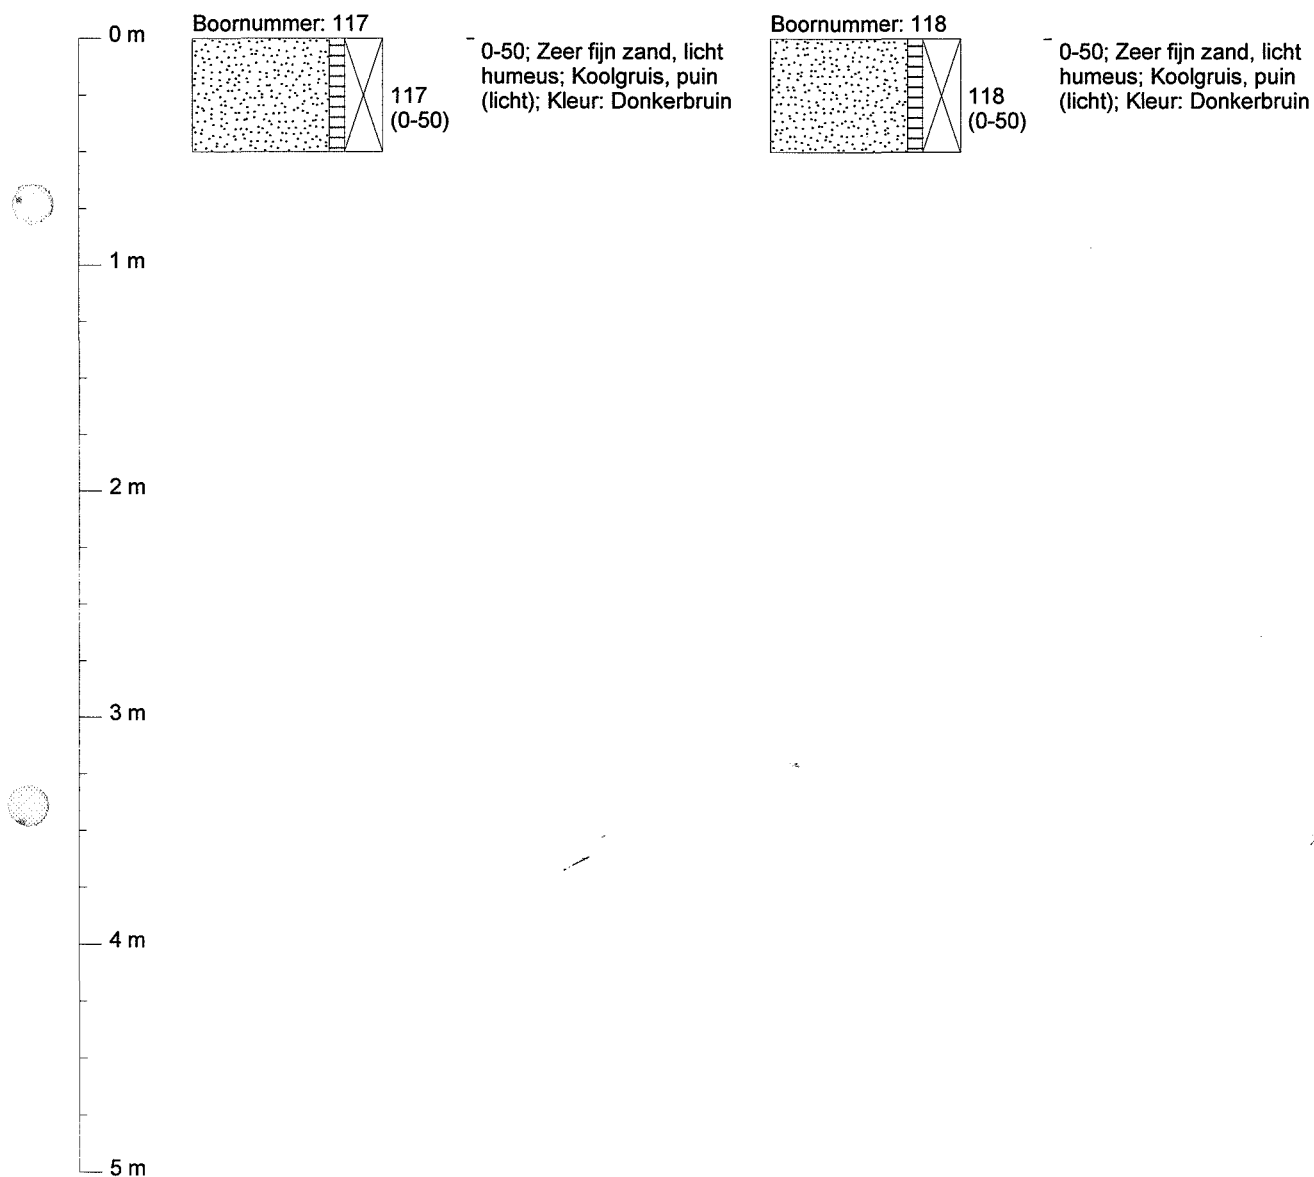 0 m
Boornummer: 117
117
(0-50)
0-50; Zeer fijn zand, licht
humeus; Koolgruis, puin
(licht); Kleur: Donkerbruin
Boornummer: 118
118
(0-50)
0-50; Zeer fijn zand, licht
humeus; Koolgruis, puin
(licht); Kleur: Donkerbruin
1 m
2 m
3 m
4 m
5 m